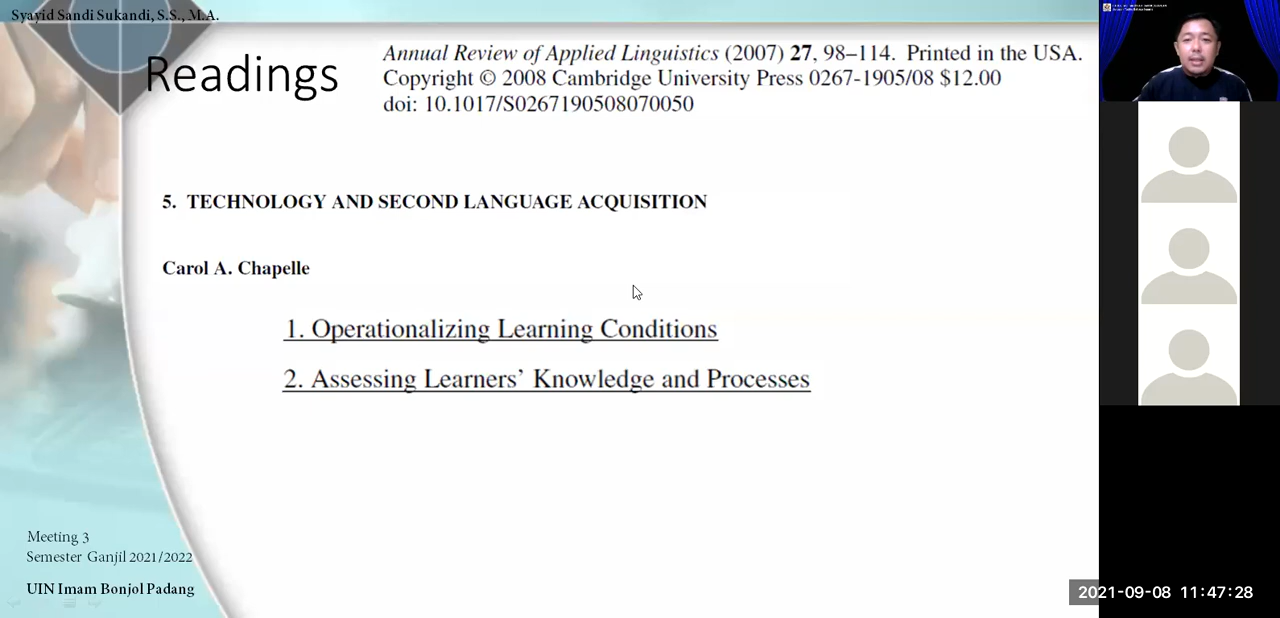 Syayid Sandi Sukandi, S.S., M.A.
Readings
Annual Review of Applied Linguistics (2007) 27, 98–114. Printed in the USA.
Copyright © 2008 Cambridge University Press 0267-1905/08 $12.00
doi: 10.1017/S0267190508070050
5. TECHNOLOGY AND SECOND LANGUAGE ACQUISITION
Carol A. Chapelle
1. Operationalizing Learning Conditions
2. Assessing Learners’ Knowledge and Processes
Meeting 3
Semester Ganjil 2021/2022
UIN Imam Bonjol Padang
2021-09-08 11:47:28